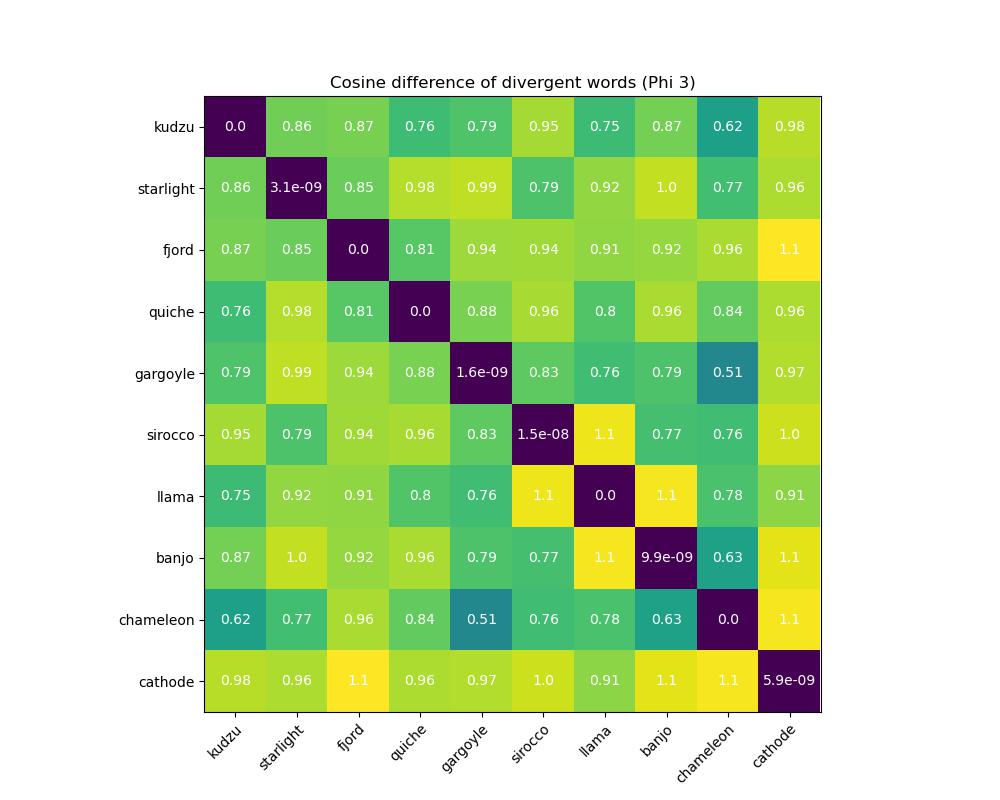 Cosine difference of divergent words (Phi 3)
kudzu 0.0 0.86 0.87 0.76 0.79 0.95 0.75 0.87 0.62 0.98
starlight 0.86 3.1e-09 0.85 0.98 0.99 0.79 0.92 1.0 0.77 0.96
fjord 0.87 0.85 0.0 0.81 0.94 0.94 0.91 0.92 0.96 1.1
quiche 0.76 0.98 0.81 0.0 0.88 0.96 0.8 0.96 0.84 0.96
gargoyle 0.79 0.99 0.94 0.88 1.6e-09 0.83 0.76 0.79 0.51 0.97
sirocco 0.95 0.79 0.94 0.96 0.83 1.5e-08 1.1 0.77 0.76 1.0
llama 0.75 0.92 0.91 0.8 0.76 1.1 0.0 1.1 0.78 0.91
banjo 0.87 1.0 0.92 0.96 0.79 0.77 1.1 9.9e-09 0.63 1.1
chameleon 0.62 0.77 0.96 0.84 0.51 0.76 0.78 0.63 0.0 1.1
cathode 0.98 0.96 1.1 0.96 0.97 1.0 0.91 1.1 1.1 5.9e-09
kudzu starlight fjord quiche gargoyle sirocco llama banjo chameleon cathode